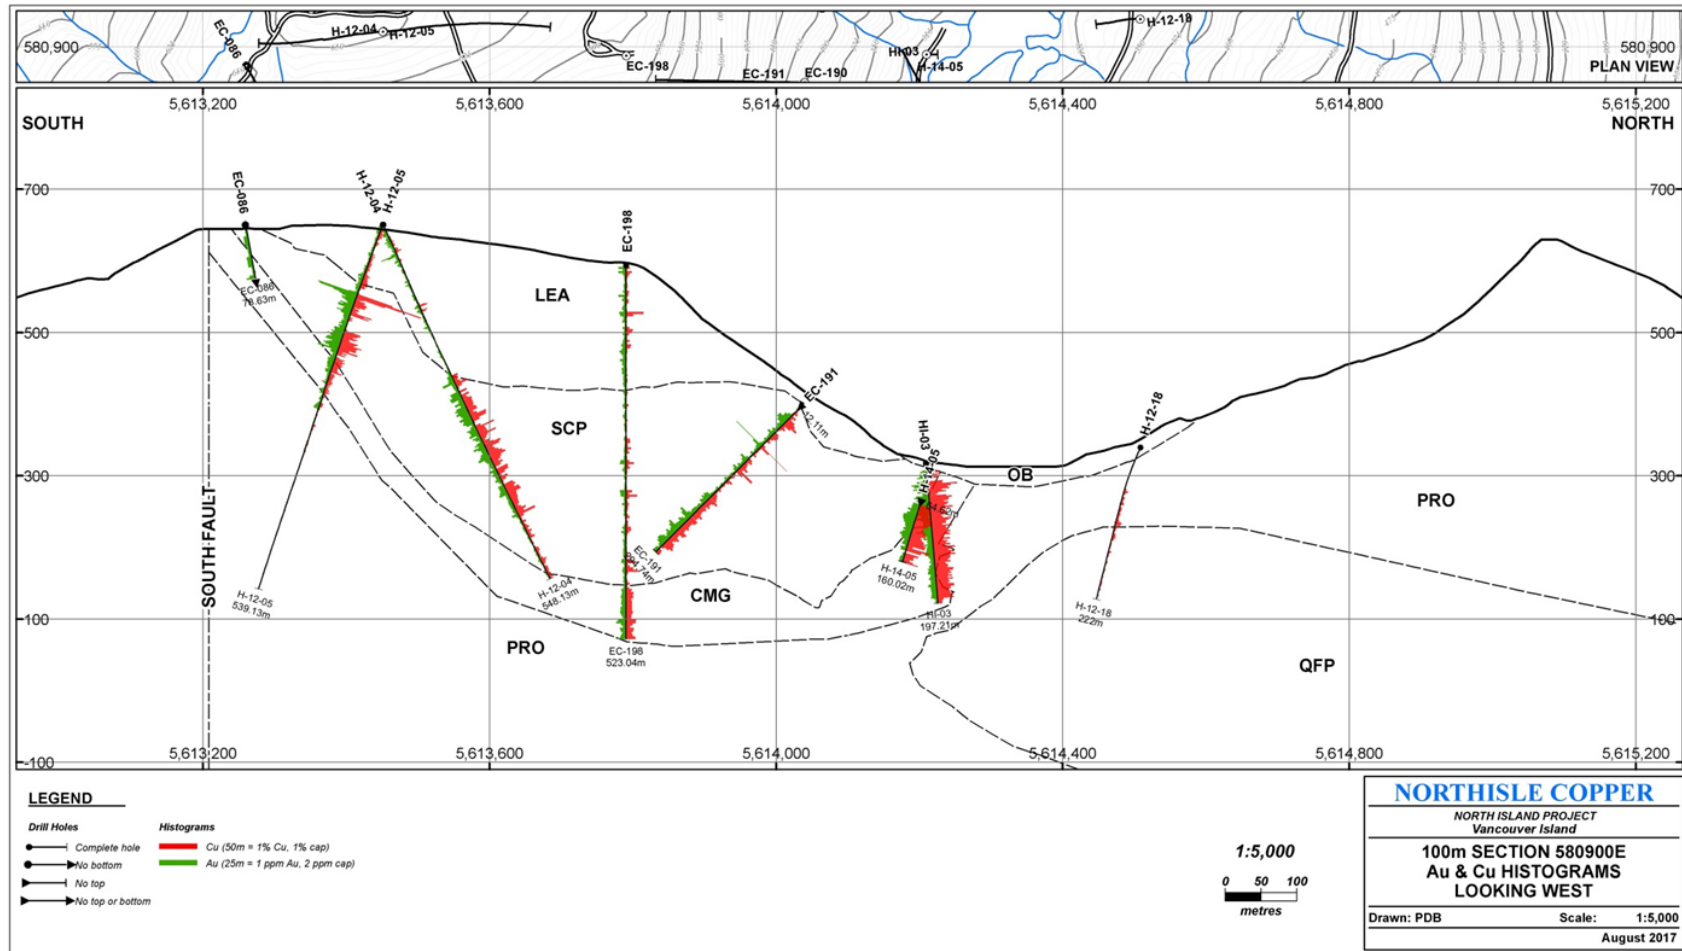 H-12-04
H-12-05
EC-086
EC-198
HI-03
H-14-05
EC-191
EC-190
H-12-18
580,900
580,900
PLAN VIEW
5,613,200
5,613,600
5,614,000
5,614,400
5,614,800
5,615,200
SOUTH
NORTH
700
700
EC-086
H-12-04
H-12-05
EC-198
LEA
EC-086
78.63m
500
500
EC-191
12.11m
H-12-18
SCP
HI-03
H-14-05
64.62m
OB
300
300
PRO
SOUTH FAULT
EC-191
394.74m
H-12-05
539.13m
H-12-04
548.13m
CMG
H-14-05
160.02m
HI-03
197.21m
H-12-18
222m
100
100
PRO
EC-198
523.04m
QFP
5,613,200
5,613,600
5,614,000
5,614,400
5,614,800
5,615,200
-100
-100
LEGEND
Drill Holes
Complete hole
No bottom
No top
No top or bottom
Histograms
Cu (50m = 1% Cu, 1% cap)
Au (25m = 1 ppm Au, 2 ppm cap)
1:5,000
0 50 100
metres
NORTHISLE COPPER
NORTH ISLAND PROJECT
Vancouver Island
100m SECTION 580900E
Au & Cu HISTOGRAMS
LOOKING WEST
Drawn: PDB Scale: 1:5,000
August 2017